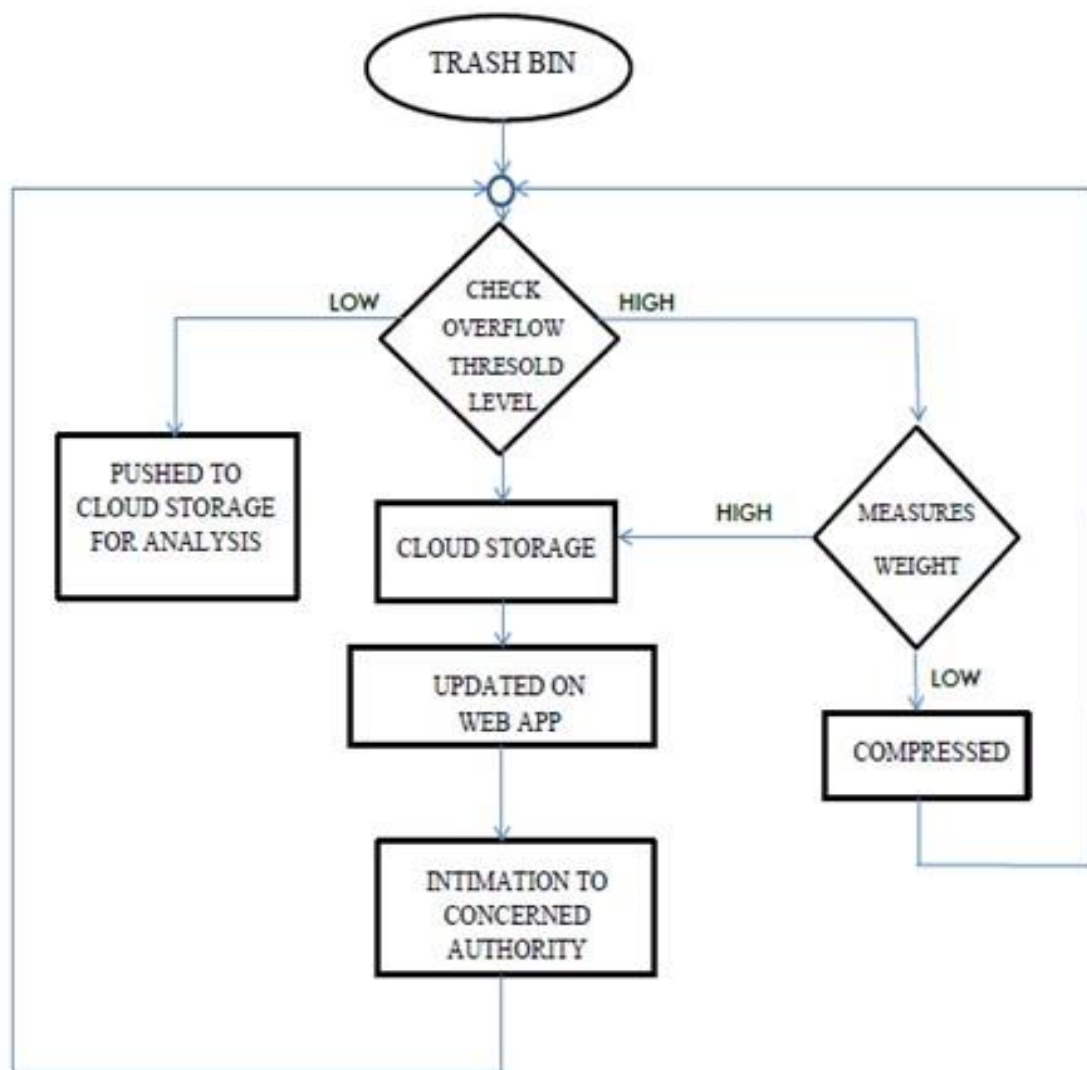 TRASH BIN
LOW
HIGH
CHECK
OVERFLOW
THRESOLD
LEVEL
PUSHED TO
CLOUD STORAGE
FOR ANALYSIS
CLOUD STORAGE
HIGH
MEASURES
WEIGHT
LOW
UPDATED ON
WEB APP
COMPRESSED
INTIMATION TO
CONCERNED
AUTHORITY